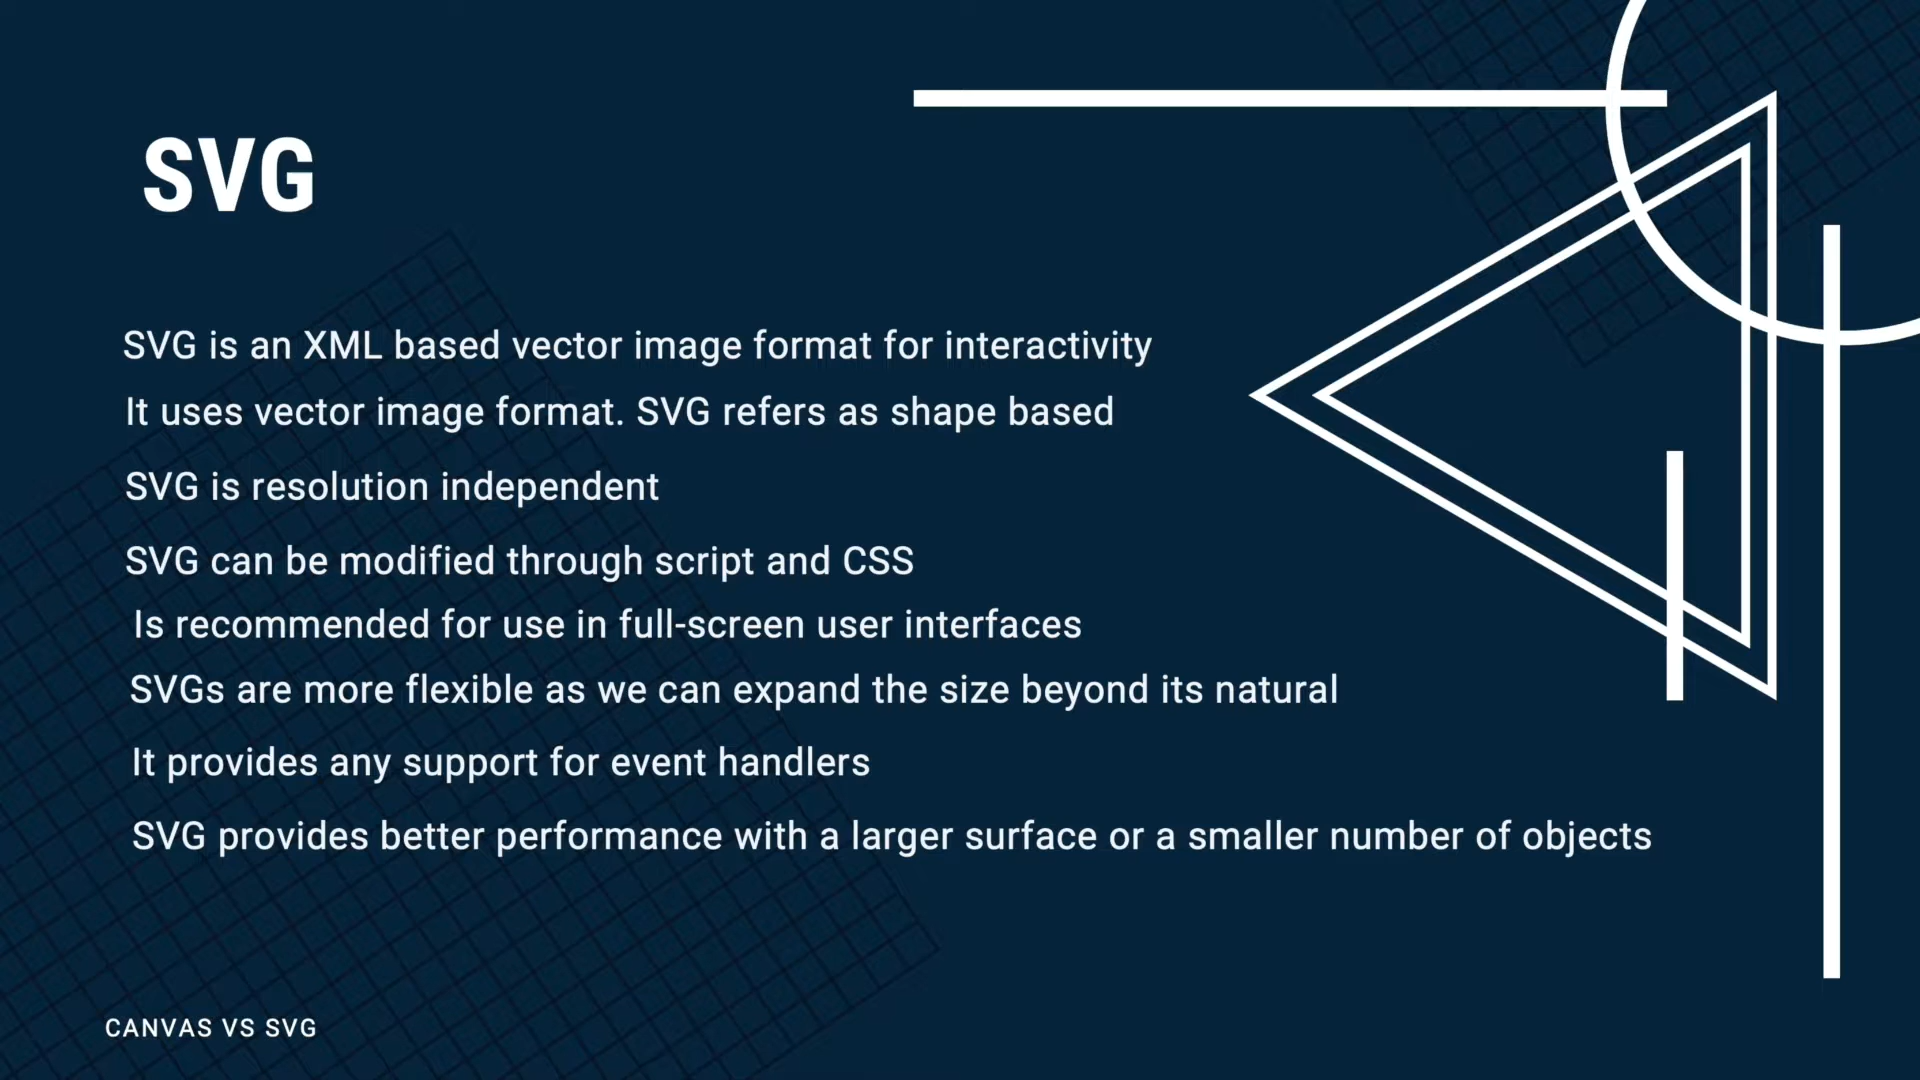 SVG
SVG is an XML based vector image format for interactivity
It uses vector image format. SVG refers as shape based
SVG is resolution independent
SVG can be modified through script and CSS
Is recommended for use in full-screen user interfaces
SVGs are more flexible as we can expand the size beyond its natural
It provides any support for event handlers
SVG provides better performance with a larger surface or a smaller number of objects
CANVAS VS SVG